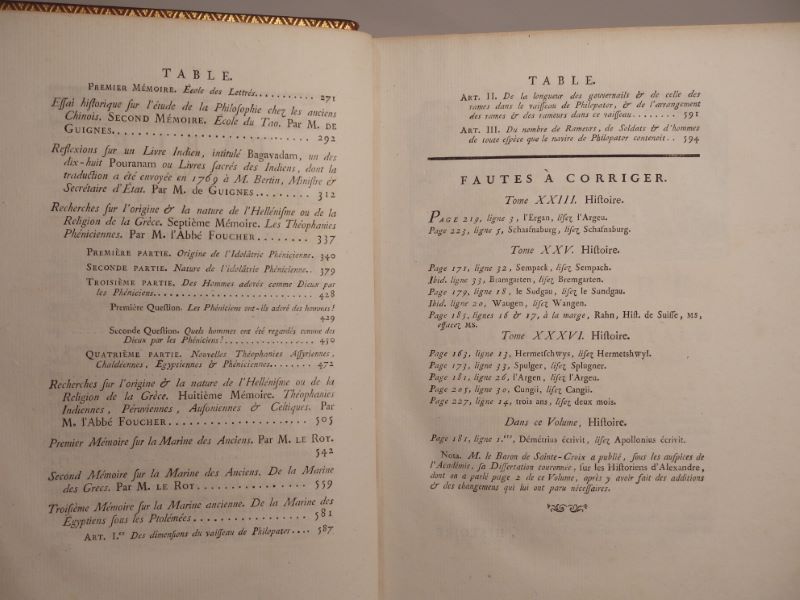 TABLE.
PREMIER MÉMOIRE. École des Lettrés........... 271
Essai historique sur l'étude de la Philosophie chez les anciens
Chinois. SECOND MÉMOIRE. École du Tao. Par M. DE
GUIGNES............................. 292
Réflexions sur un Livre Indien, intitulé Bagavadam, un des
dix-huit Pouranam ou Livres sacrés des Indiens, dont la
traduction a été envoyée en 1769 à M. Bertin, Ministre &
Secrétaire d'État. Par M. DE GUIGNES......... 312
Recherches sur l'origine & la nature de l'Hellénisme ou de la
Religion de la Grèce. Septième Mémoire. Les Théophanies
Phéniciennes. Par M. l'Abbé FOUCHER........ 337
PREMIÈRE PARTIE. Origine de l'Idolâtrie Phénicienne. 340
SECONDE PARTIE. Nature de l'idolâtrie Phénicienne.. 379
TROISIÈME PARTIE. Des Hommes adorés comme Dieux par
les Phéniciens....................... 428
Première Question. Les Phéniciens ont-ils adoré des hommes!
429
Seconde Question. Quels hommes ont été regardés comme des
Dieux par les Phéniciens!................ 450
QUATRIÈME PARTIE. Nouvelles Théophanies Assyriennes,
Chaldéennes, Égyptiennes & Phéniciennes..... 472
Recherches sur l'origine & la nature de l'Hellénisme ou de la
Religion de la Grèce. Huitième Mémoire. Théophanies
Indiennes, Péruviennes, Ausoniennes & Celtiques. Par
M. l'Abbé FOUCHER................. 505
Premier Mémoire sur la Marine des Anciens. Par M. LE ROY.
542
Second Mémoire sur la Marine des Anciens. De la Marine
des Grecs. Par M. LE ROY.............. 559
Troisième Mémoire sur la Marine ancienne. De la Marine des
Égyptiens sous les Ptolémées.............. 581
ART. I.er Des dimensions du vaisseau de Philopator.... 587
TABLE.
ART. II. De la longueur des gouvernails & de celle des
rames dans le vaisseau de Philopator, & de l'arrangement
des rames & des rameurs dans ce vaisseau........ 591
ART. III. Du nombre de Rameurs, de Soldats & d'hommes
de toute espèce que le navire de Philopator contenoit.. 594
FAUTES À CORRIGER.
Tome XXIII. Histoire.
PAGE 219, ligne 3, l'Ergan, lisez l'Argeu.
Page 223, ligne 5, Schasfnaburg, lisez Schafnaburg.
Tome XXV. Histoire.
Page 171, ligne 32, Sempack, lisez Sempach.
Ibid. ligne 33, Biamgarten, lisez Bremgarten.
Page 179, ligne 18, le Sudgau, lisez le Sundgau.
Ibid. ligne 20, Waugen, lisez Wangen.
Page 185, lignes 16 & 17, à la marge, Rahn, Hist. de Suisse, MS,
effacez MS.
Tome XXXVI. Histoire.
Page 163, ligne 13, Hermetschwys, lisez Hermetshwyl.
Page 173, ligne 33, Spulger, lisez Splugner.
Page 181, ligne 26, l'Argen, lisez l'Argeu.
Page 203, ligne 30, Cungii, lisez Cangii.
Page 227, ligne 14, trois ans, lisez deux mois.
Dans ce Volume, Histoire.
Page 181, ligne 1.ère, Démétrius écrivit, lisez Apollonius écrivit.
NOTA. M. le Baron de Sainte-Croix a publié, sous les auspices de
l'Académie, sa Dissertation couronnée, sur les Historiens d'Alexandre,
dont on a parlé page 2 de ce Volume, après y avoir fait des additions
& des changemens qui lui ont paru nécessaires.